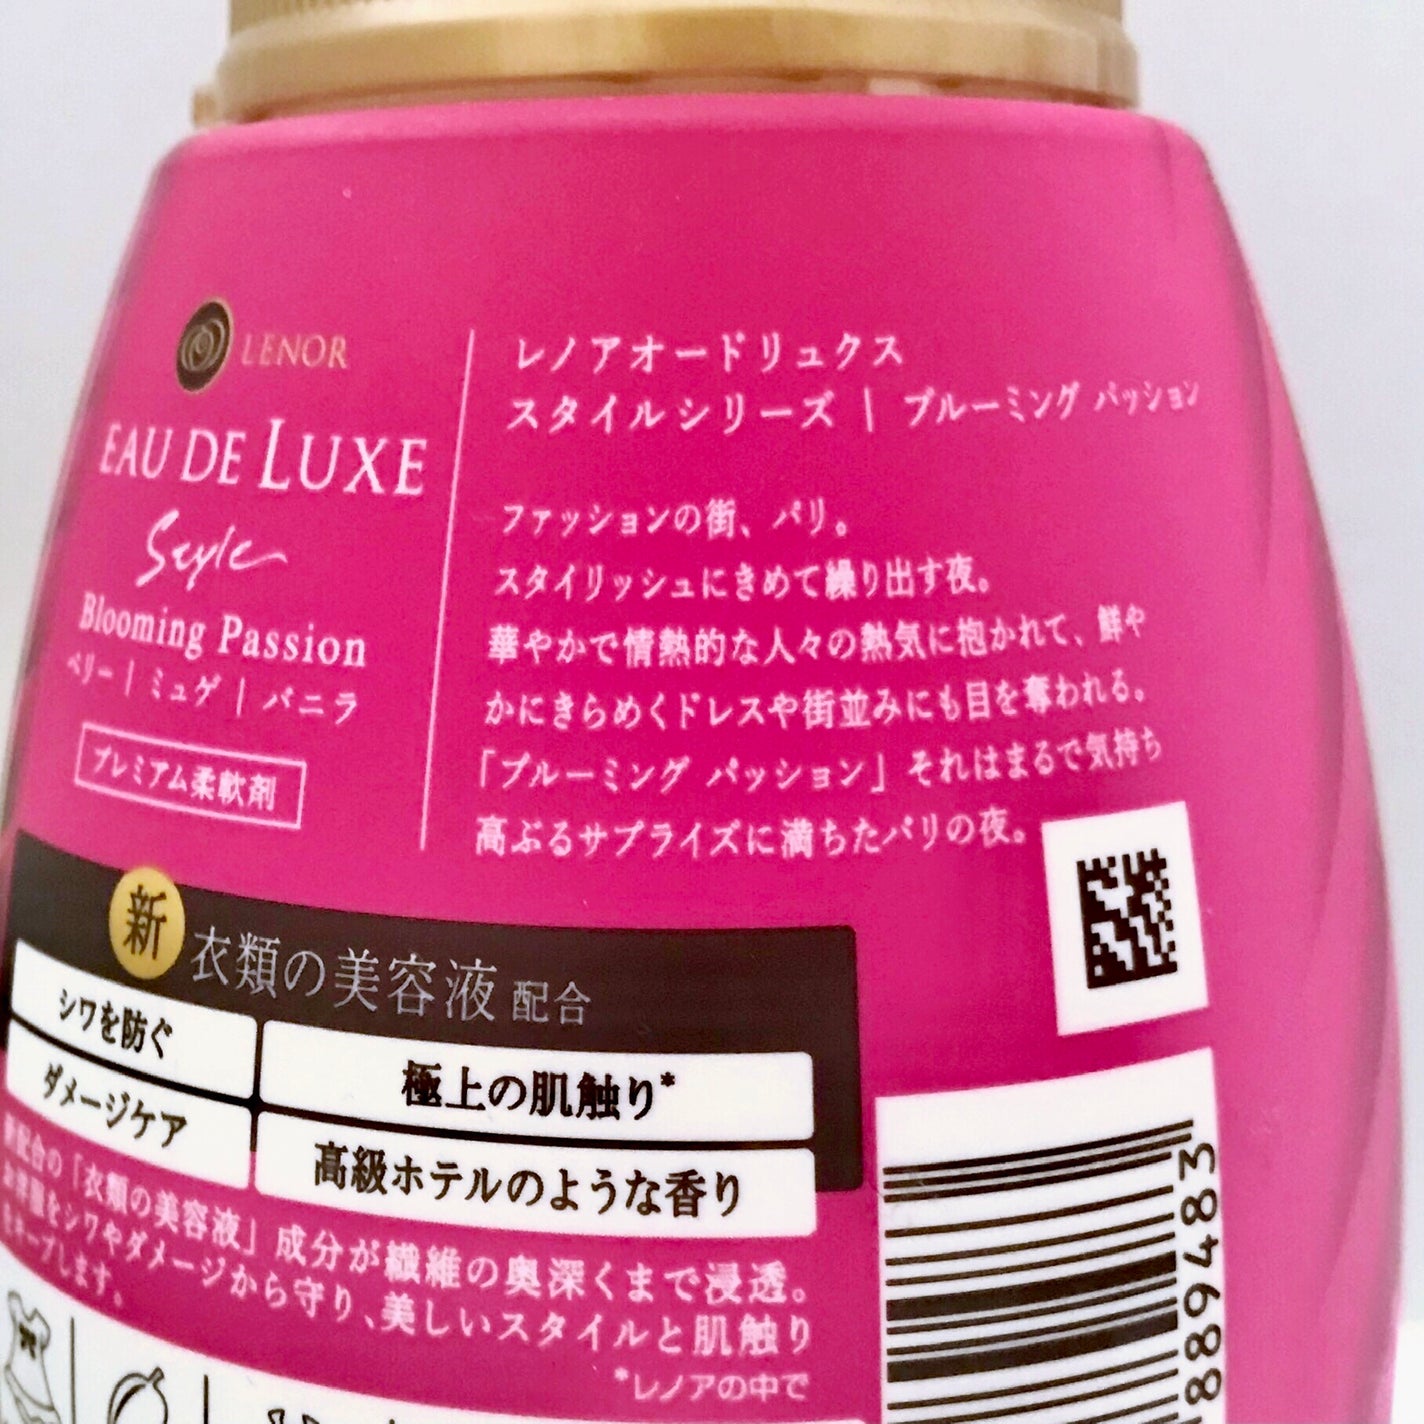 LENOR
EAU DE LUXE
Style
Blooming Passion
ベリー | ミュゲ | バニラ
プレミアム柔軟剤
レノアオードリュクス
スタイルシリーズ | ブルーミング パッション
ファッションの街、パリ。
スタイリッシュにきめて繰り出す夜。
華やかで情熱的な人々の熱気に抱かれて、鮮や
かにきらめくドレスや街並みにも目を奪われる。
「ブルーミング パッション」それはまるで気持ち
高ぶるサプライズに満ちたパリの夜。
新 衣類の美容液 配合
シワを防ぐ
極上の肌触り*
ダメージケア
高級ホテルのような香り
配合の「衣類の美容液」成分が繊維の奥深くまで浸透。
をシワやダメージから守り、美しいスタイルと肌触り
キープします。
*レノアの中で
889483